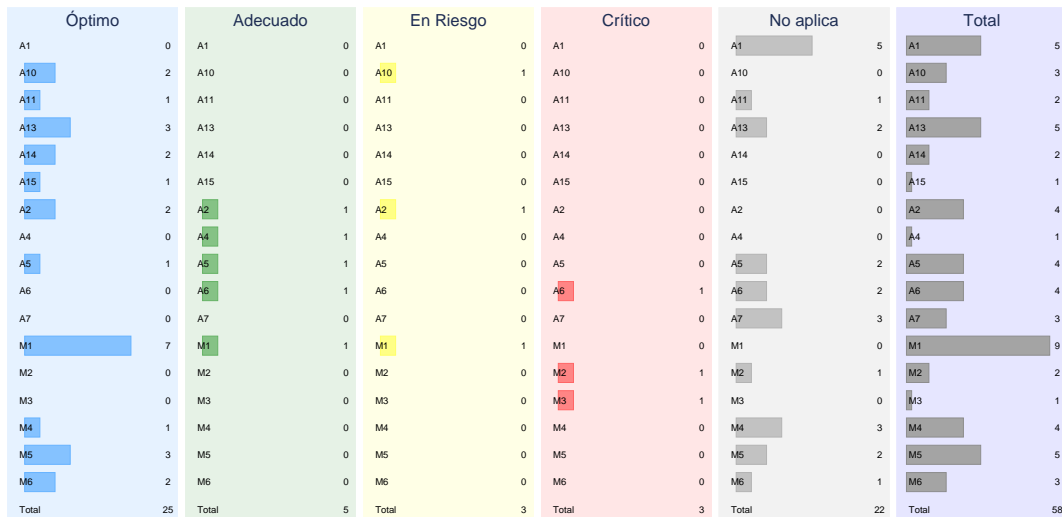 Óptimo Adecuado En Riesgo Crítico No aplica Total
A1 0 A1 0 A1 0 A1 0 A1 5 A1 5
A10 2 A10 0 A10 1 A10 0 A10 0 A10 3
A11 1 A11 0 A11 0 A11 0 A11 1 A11 2
A13 3 A13 0 A13 0 A13 0 A13 2 A13 5
A14 2 A14 0 A14 0 A14 0 A14 0 A14 2
A15 1 A15 0 A15 0 A15 0 A15 0 A15 1
A2 2 A2 1 A2 1 A2 0 A2 0 A2 4
A4 0 A4 1 A4 0 A4 0 A4 0 A4 1
A5 1 A5 1 A5 0 A5 0 A5 2 A5 4
A6 0 A6 1 A6 0 A6 1 A6 2 A6 4
A7 0 A7 0 A7 0 A7 0 A7 3 A7 3
M1 7 M1 1 M1 1 M1 0 M1 0 M1 9
M2 0 M2 0 M2 0 M2 1 M2 1 M2 2
M3 0 M3 0 M3 0 M3 1 M3 0 M3 1
M4 1 M4 0 M4 0 M4 0 M4 3 M4 4
M5 3 M5 0 M5 0 M5 0 M5 2 M5 5
M6 2 M6 0 M6 0 M6 0 M6 1 M6 3
Total 25 Total 5 Total 3 Total 3 Total 22 Total 58